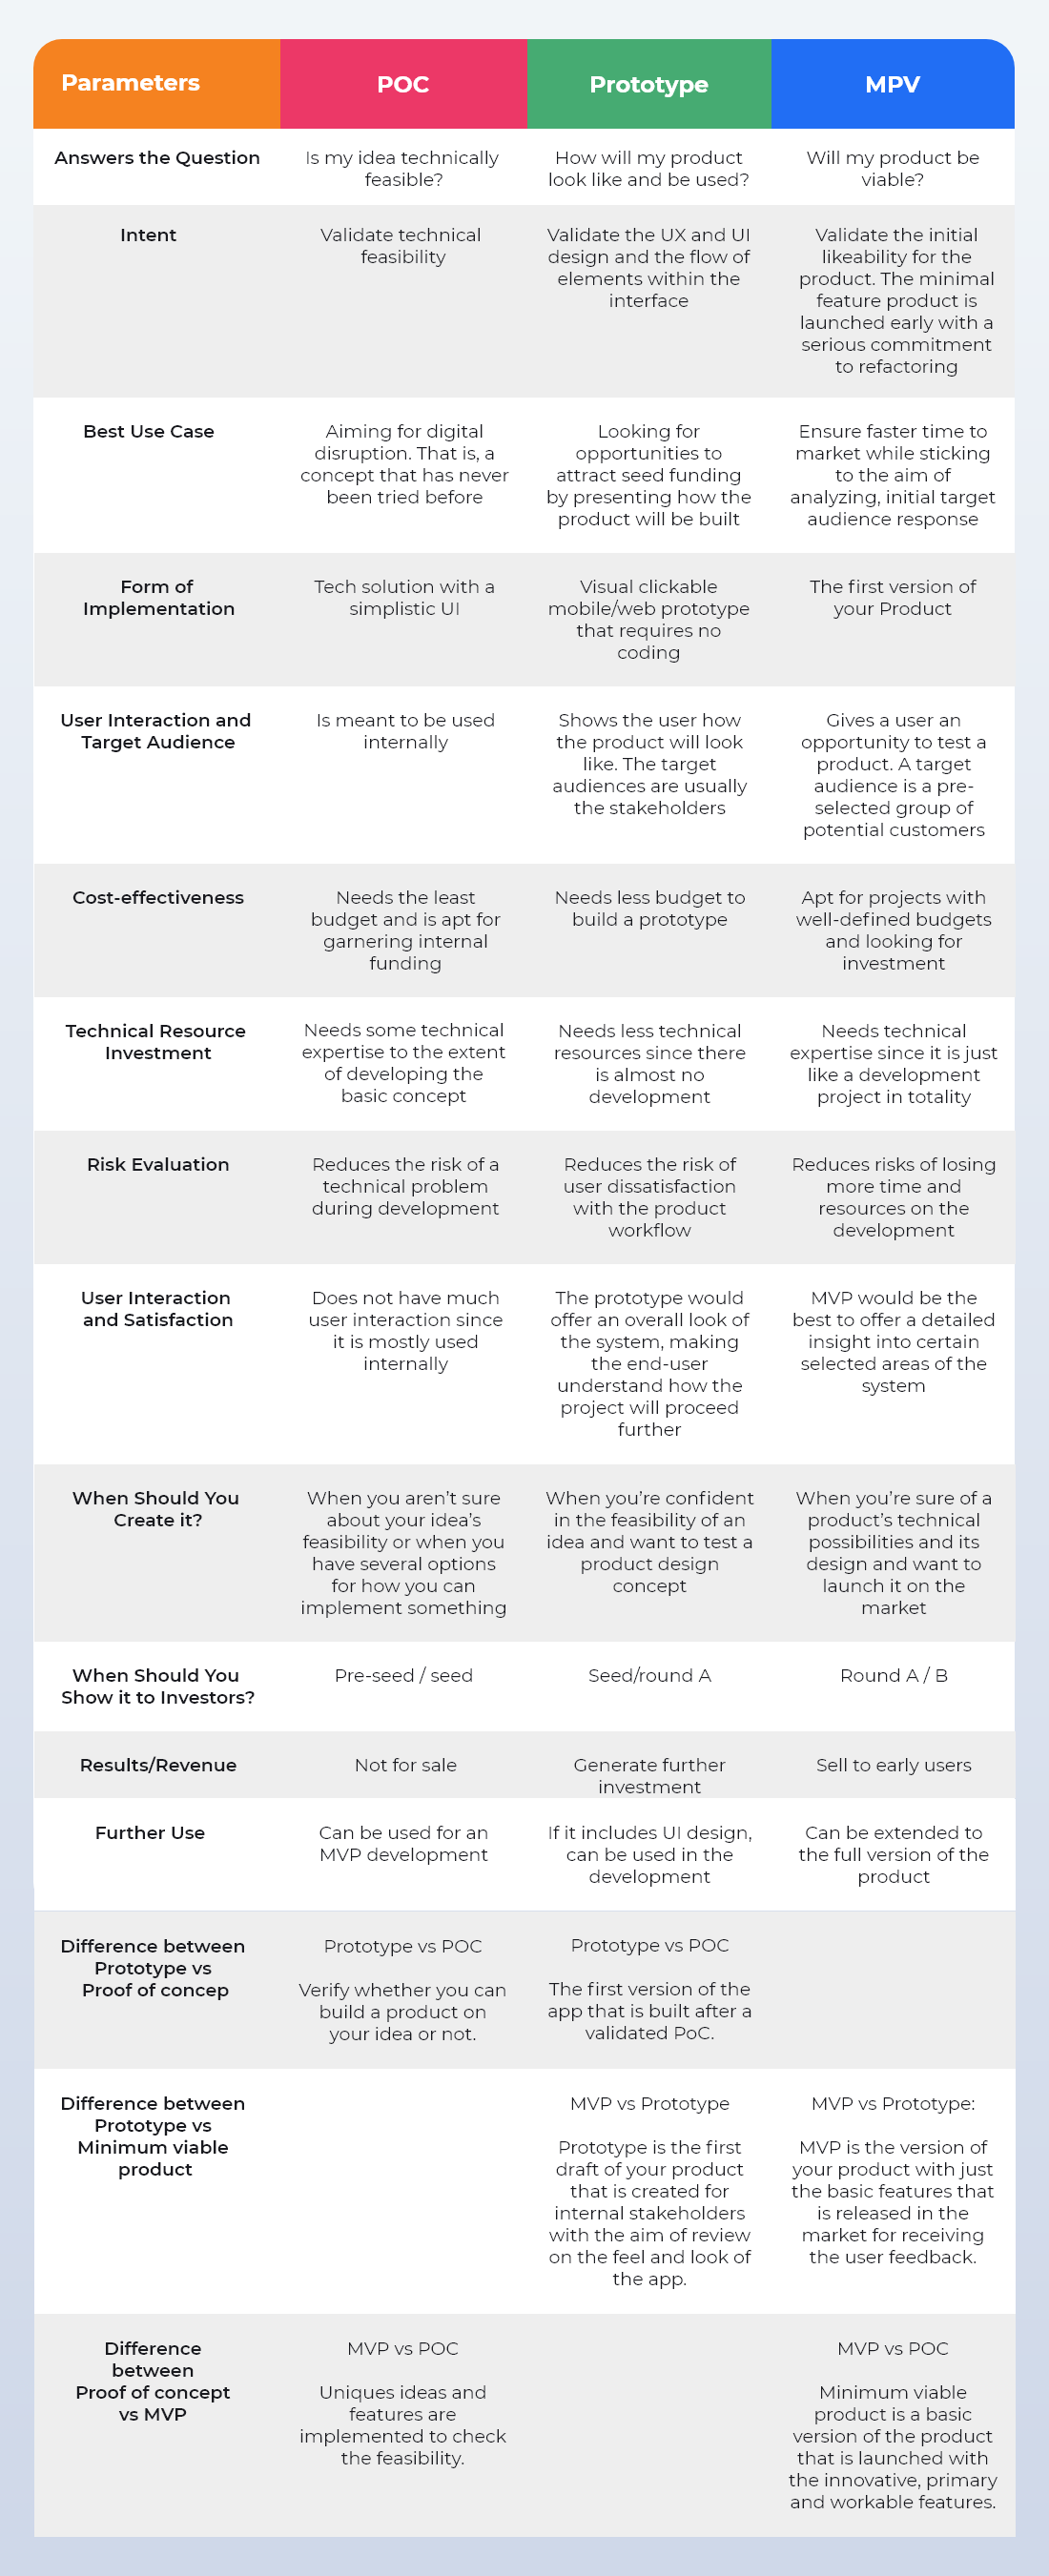 Parameters
POC
Prototype
MPV
Answers the Question
Is my idea technically
feasible?
How will my product
look like and be used?
Will my product be
viable?
Intent
Validate technical
feasibility
Validate the UX and UI
design and the flow of
elements within the
interface
Validate the initial
likeability for the
product. The minimal
feature product is
launched early with a
serious commitment
to refactoring
Best Use Case
Aiming for digital
disruption. That is, a
concept that has never
been tried before
Looking for
opportunities to
attract seed funding
by presenting how the
product will be built
Ensure faster time to
market while sticking
to the aim of
analyzing, initial target
audience response
Form of
Implementation
Tech solution with a
simplistic UI
Visual clickable
mobile/web prototype
that requires no
coding
The first version of
your Product
User Interaction and
Target Audience
Is meant to be used
internally
Shows the user how
the product will look
like. The target
audiences are usually
the stakeholders
Gives a user an
opportunity to test a
product. A target
audience is a pre-
selected group of
potential customers
Cost-effectiveness
Needs the least
budget and is apt for
garnering internal
funding
Needs less budget to
build a prototype
Apt for projects with
well-defined budgets
and looking for
investment
Technical Resource
Investment
Needs some technical
expertise to the extent
of developing the
basic concept
Needs less technical
resources since there
is almost no
development
Needs technical
expertise since it is just
like a development
project in totality
Risk Evaluation
Reduces the risk of a
technical problem
during development
Reduces the risk of
user dissatisfaction
with the product
workflow
Reduces risks of losing
more time and
resources on the
development
User Interaction
and Satisfaction
Does not have much
user interaction since
it is mostly used
internally
The prototype would
offer an overall look of
the system, making
the end-user
understand how the
project will proceed
further
MVP would be the
best to offer a detailed
insight into certain
selected areas of the
system
When Should You
Create it?
When you aren’t sure
about your idea’s
feasibility or when you
have several options
for how you can
implement something
When you’re confident
in the feasibility of an
idea and want to test a
product design
concept
When you’re sure of a
product’s technical
possibilities and its
design and want to
launch it on the
market
When Should You
Show it to Investors?
Pre-seed / seed
Seed/round A
Round A / B
Results/Revenue
Not for sale
Generate further
investment
Sell to early users
Further Use
Can be used for an
MVP development
If it includes UI design,
can be used in the
development
Can be extended to
the full version of the
product
Difference between
Prototype vs
Proof of concep
Prototype vs POC
Verify whether you can
build a product on
your idea or not.
Prototype vs POC
The first version of the
app that is built after a
validated PoC.
Difference between
Prototype vs
Minimum viable
product
MVP vs Prototype
Prototype is the first
draft of your product
that is created for
internal stakeholders
with the aim of review
on the feel and look of
the app.
MVP vs Prototype:
MVP is the version of
your product with just
the basic features that
is released in the
market for receiving
the user feedback.
Difference
between
Proof of concept
vs MVP
MVP vs POC
Uniques ideas and
features are
implemented to check
the feasibility.
MVP vs POC
Minimum viable
product is a basic
version of the product
that is launched with
the innovative, primary
and workable features.